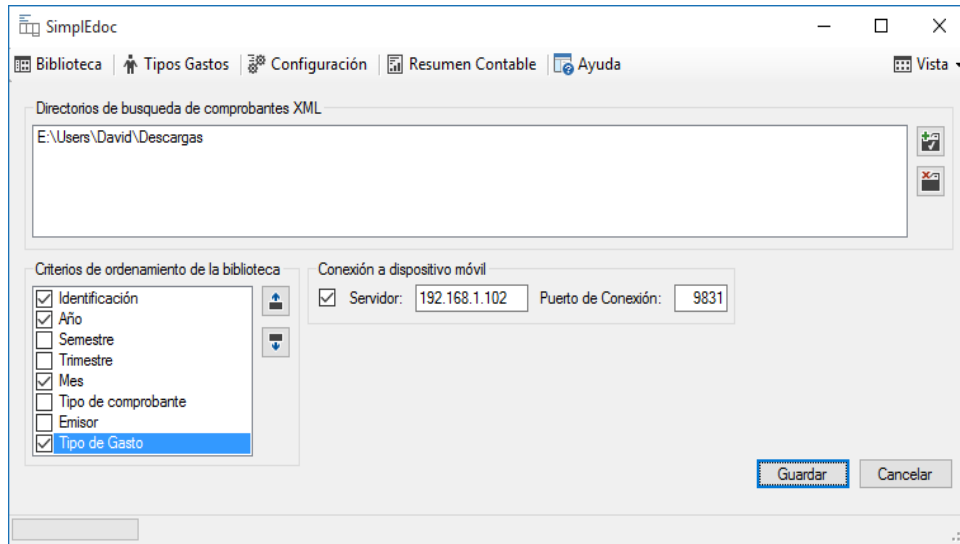 SimplEdoc
Biblioteca Tipos Gastos Configuración Resumen Contable Ayuda Vista
Directorios de busqueda de comprobantes XML
E:\Users\David\Descargas
Criterios de ordenamiento de la biblioteca
Identificación
Año
Semestre
Trimestre
Mes
Tipo de comprobante
Emisor
Tipo de Gasto
Conexión a dispositivo móvil
Servidor: 192.168.1.102 Puerto de Conexión: 9831
Guardar Cancelar